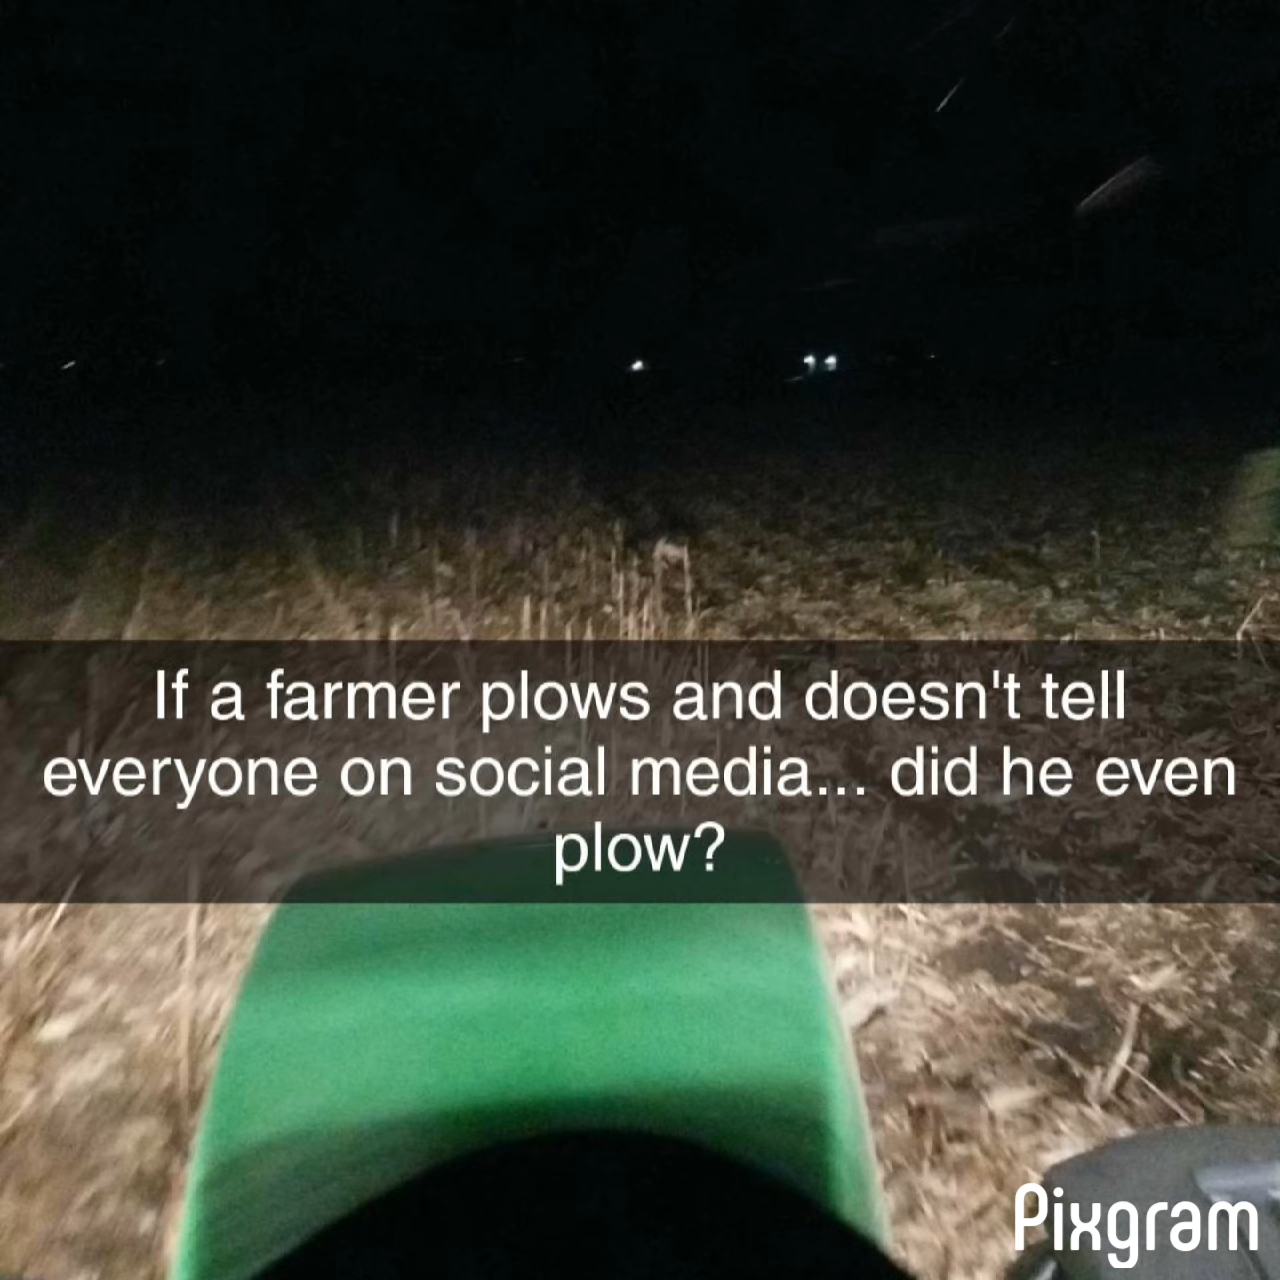 If a farmer plows and doesn't tell
everyone on social media... did he even
plow?
Pixgram